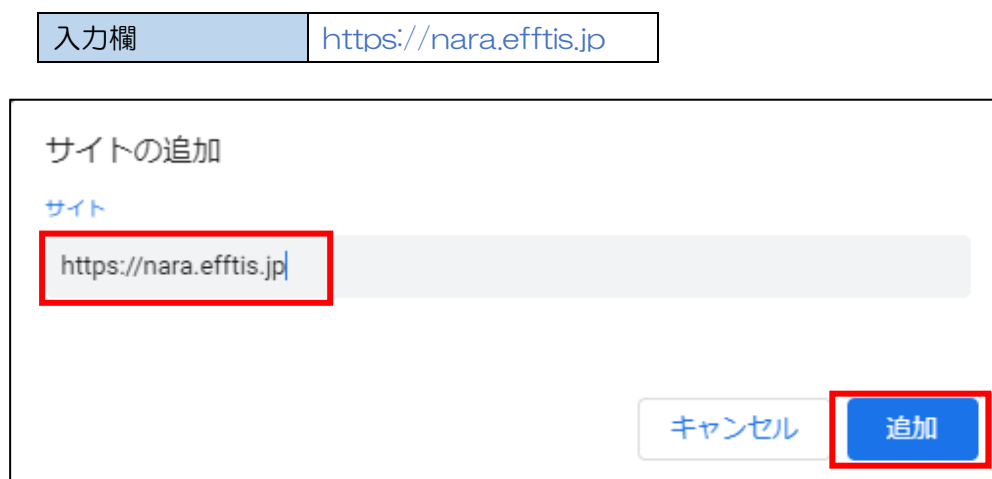 入力欄 https://nara.efftis.jp
サイトの追加
サイト
https://nara.efftis.jp
キャンセル 追加